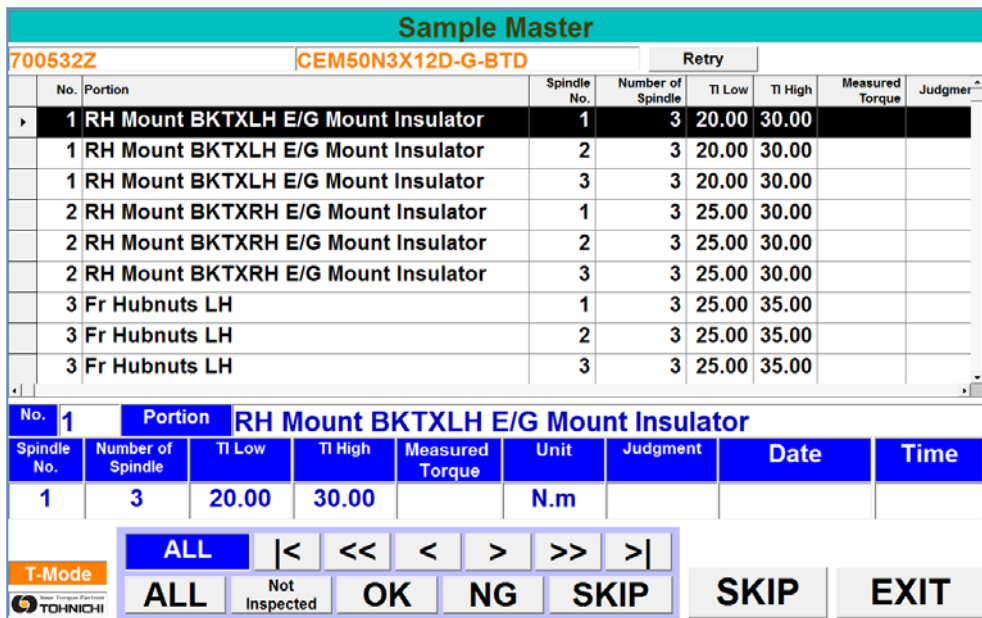 Sample Master
700532Z CEM50N3X12D-G-BTD Retry
No. Portion Spindle No. Number of Spindle TI Low TI High Measured Torque Judgmer
1 RH Mount BKTXLH E/G Mount Insulator 1 3 20.00 30.00
1 RH Mount BKTXLH E/G Mount Insulator 2 3 20.00 30.00
1 RH Mount BKTXLH E/G Mount Insulator 3 3 20.00 30.00
2 RH Mount BKTXRH E/G Mount Insulator 1 3 25.00 30.00
2 RH Mount BKTXRH E/G Mount Insulator 2 3 25.00 30.00
2 RH Mount BKTXRH E/G Mount Insulator 3 3 25.00 30.00
3 Fr Hubnuts LH 1 3 25.00 35.00
3 Fr Hubnuts LH 2 3 25.00 35.00
3 Fr Hubnuts LH 3 3 25.00 35.00
No. 1 Portion RH Mount BKTXLH E/G Mount Insulator
Spindle No. Number of Spindle TI Low TI High Measured Torque Unit Judgment Date Time
1 3 20.00 30.00 N.m
ALL |< << < > >> >|
T-Mode
ALL Not Inspected OK NG SKIP SKIP EXIT
Your Torque Partner
TOHNICHI